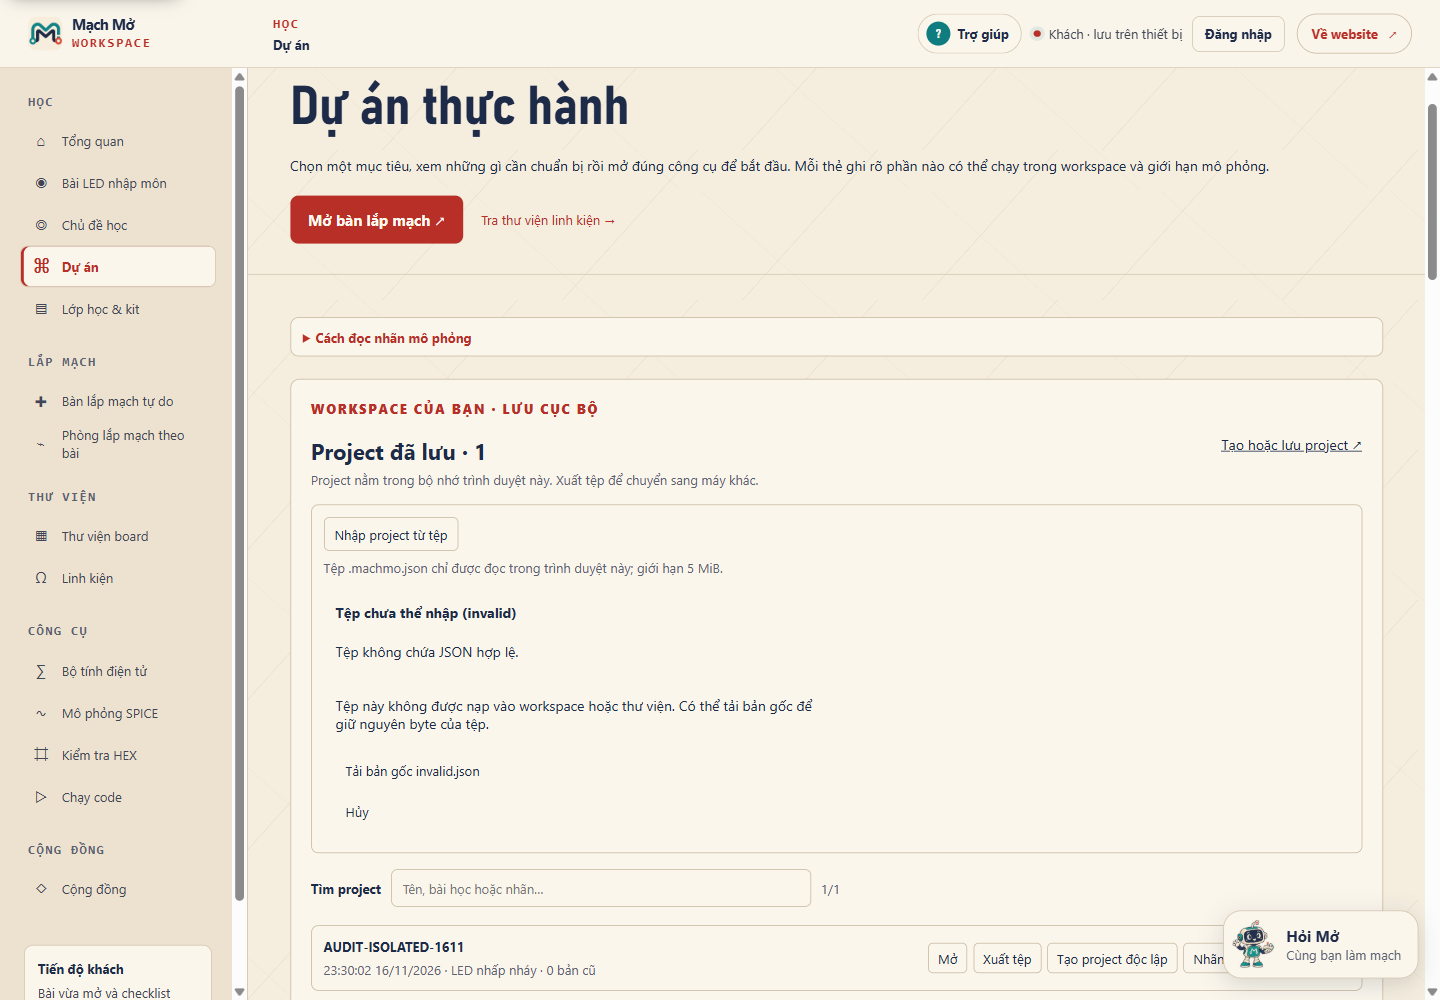 Mạch Mở
WORKSPACE
HỌC
Dự án
? Trợ giúp
Khách · lưu trên thiết bị
Đăng nhập
Về website ↗
HỌC
Tổng quan
Bài LED nhập môn
Chủ đề học
Dự án
Lớp học & kit
LẮP MẠCH
Bàn lắp mạch tự do
Phòng lắp mạch theo
bài
THƯ VIỆN
Thư viện board
Linh kiện
CÔNG CỤ
Bộ tính điện tử
Mô phỏng SPICE
Kiểm tra HEX
Chạy code
CỘNG ĐỒNG
Cộng đồng
Tiến độ khách
Bài vừa mở và checklist
Dự án thực hành
Chọn một mục tiêu, xem những gì cần chuẩn bị rồi mở đúng công cụ để bắt đầu. Mỗi thẻ ghi rõ phần nào có thể chạy trong workspace và giới hạn mô phỏng.
Mở bàn lắp mạch ↗
Tra thư viện linh kiện →
Cách đọc nhãn mô phỏng
WORKSPACE CỦA BẠN · LƯU CỤC BỘ
Project đã lưu · 1
Tạo hoặc lưu project ↗
Project nằm trong bộ nhớ trình duyệt này. Xuất tệp để chuyển sang máy khác.
Nhập project từ tệp
Tệp .machmo.json chỉ được đọc trong trình duyệt này; giới hạn 5 MiB.
Tệp chưa thể nhập (invalid)
Tệp không chứa JSON hợp lệ.
Tệp này không được nạp vào workspace hoặc thư viện. Có thể tải bản gốc để
giữ nguyên byte của tệp.
Tải bản gốc invalid.json
Hủy
Tìm project
Tên, bài học hoặc nhãn...
1/1
AUDIT-ISOLATED-1611
23:30:02 16/11/2026 · LED nhấp nháy · 0 bản cũ
Mở
Xuất tệp
Tạo project độc lập
Nhãn
Hỏi Mở
Cùng bạn làm mạch